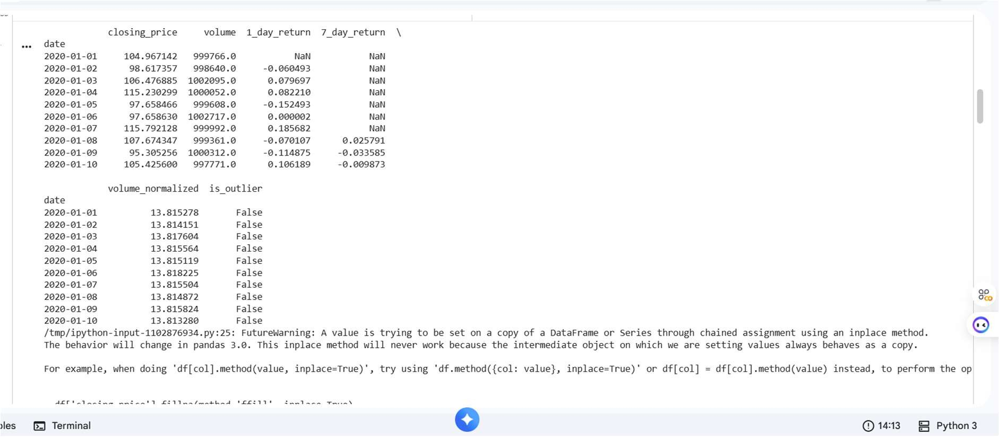 closing_price volume 1_day_return 7_day_return \
date
2020-01-01 104.967142 999766.0 NaN NaN
2020-01-02 98.617357 998640.0 -0.060493 NaN
2020-01-03 106.476885 1002095.0 0.079697 NaN
2020-01-04 115.230299 1000052.0 0.082210 NaN
2020-01-05 97.658466 999608.0 -0.152493 NaN
2020-01-06 97.658630 1002717.0 0.000002 NaN
2020-01-07 115.792128 999992.0 0.185682 NaN
2020-01-08 107.674347 999361.0 -0.070107 0.025791
2020-01-09 95.305256 1000312.0 -0.114875 -0.033585
2020-01-10 105.425600 997771.0 0.106189 -0.009873
volume_normalized is_outlier
date
2020-01-01 13.815278 False
2020-01-02 13.814151 False
2020-01-03 13.817604 False
2020-01-04 13.815564 False
2020-01-05 13.815119 False
2020-01-06 13.818225 False
2020-01-07 13.815504 False
2020-01-08 13.814872 False
2020-01-09 13.815824 False
2020-01-10 13.813280 False
/tmp/ipython-input-1102876934.py:25: FutureWarning: A value is trying to be set on a copy of a DataFrame or Series through chained assignment using an inplace method.
The behavior will change in pandas 3.0. This inplace method will never work because the intermediate object on which we are setting values always behaves as a copy.
For example, when doing 'df[col].method(value, inplace=True)', try using 'df.method({col: value}, inplace=True)' or df[col] = df[col].method(value) instead, to perform the op
df['closing_price'].fillna(method='ffill', inplace=True)
bles Terminal 14:13 Python 3